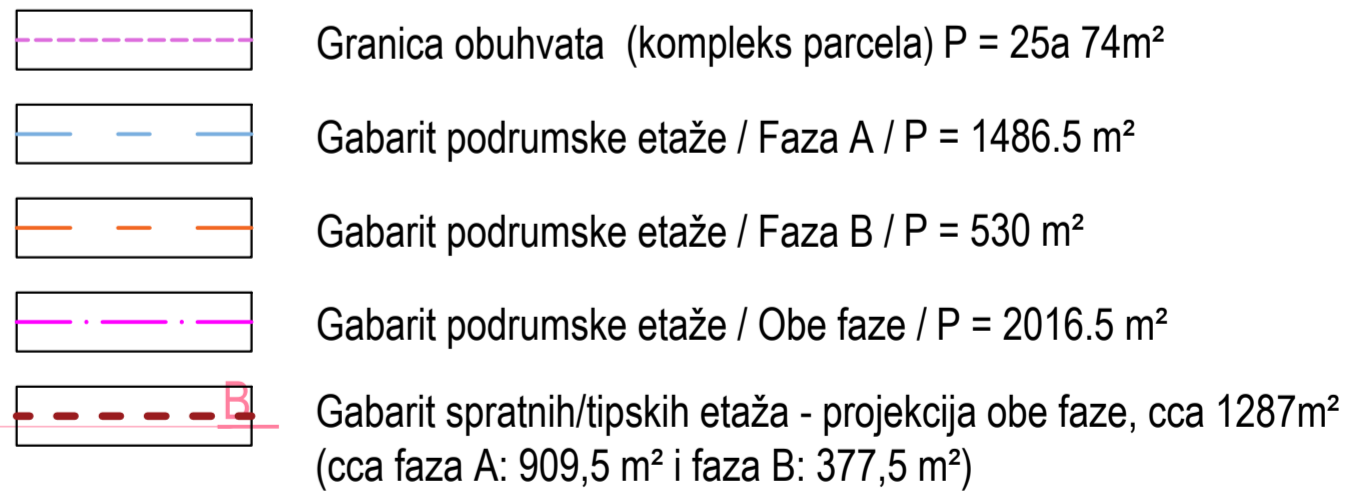 Granica obuhvata (kompleks parcela) P = 25a 74m²
Gabarit podrumske etaže / Faza A / P = 1486.5 m²
Gabarit podrumske etaže / Faza B / P = 530 m²
Gabarit podrumske etaže / Obe faze / P = 2016.5 m²
B
Gabarit spratnih/tipskih etaža - projekcija obe faze, cca 1287m²
(cca faza A: 909,5 m² i faza B: 377,5 m²)